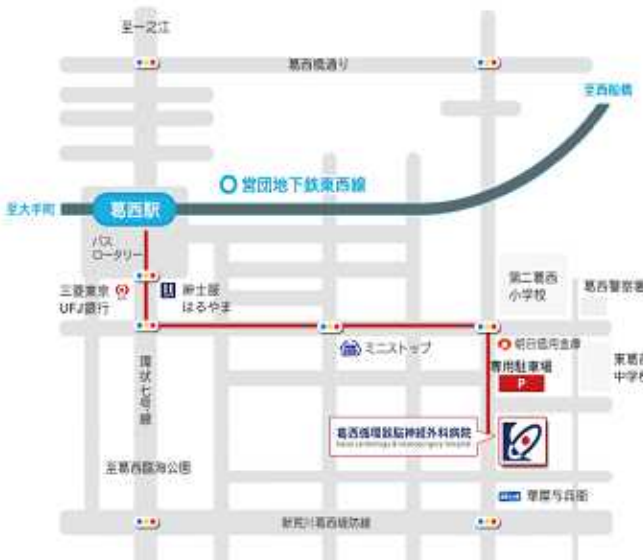 至一之江
葛西橋通り
至西船橋
営団地下鉄東西線
至大手町
葛西駅
バス
ロータリー
三菱東京
UFJ銀行
紳士服
はるやま
第二葛西
小学校
葛西警察署
ミニストップ
朝日信用金庫
専用駐車場
P
東葛西
中学校
環状七号線
葛西循環器脳神経外科病院
至葛西臨海公園
華屋与兵衛
新荒川葛西堤防線